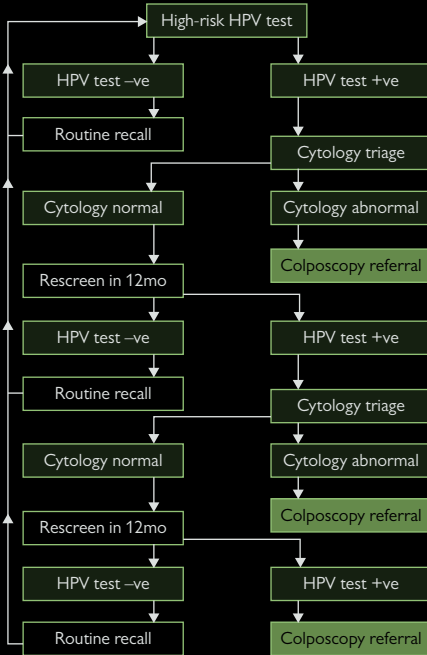 High-risk HPV test
HPV test –ve
HPV test +ve
Routine recall
Cytology triage
Cytology normal
Cytology abnormal
Colposcopy referral
Rescreen in 12mo
HPV test –ve
HPV test +ve
Routine recall
Cytology triage
Cytology normal
Cytology abnormal
Colposcopy referral
Rescreen in 12mo
HPV test –ve
HPV test +ve
Routine recall
Colposcopy referral